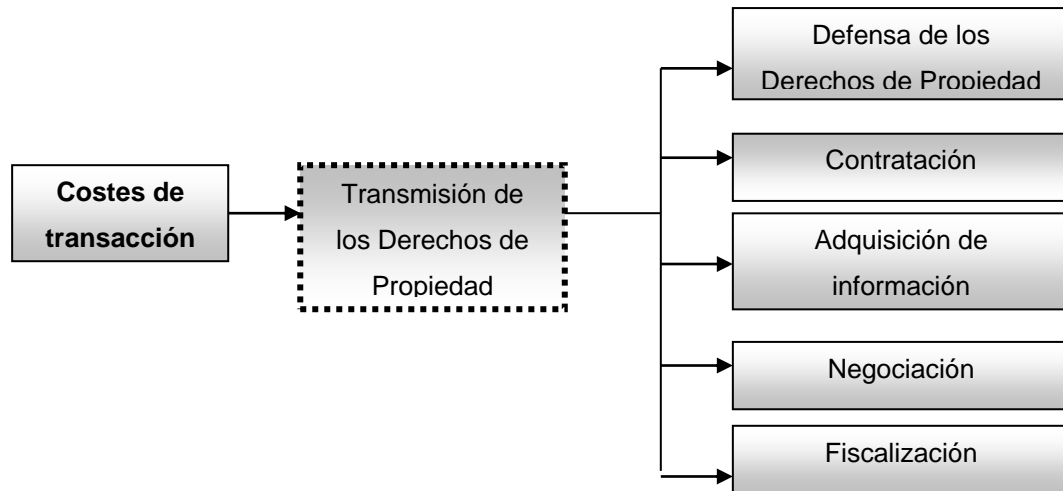 Costes de
transacción
Transmisión de
los Derechos de
Propiedad
Defensa de los
Derechos de Propiedad
Contratación
Adquisición de
información
Negociación
Fiscalización